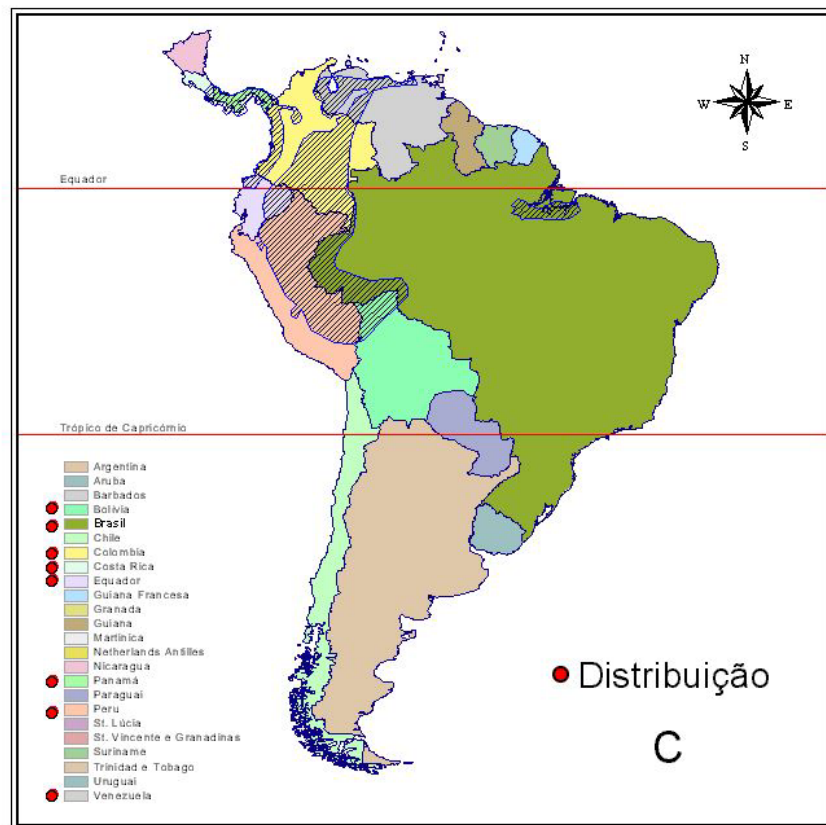 N
W E
S
Equador
Trópico de Capricórnio
Argentina
Aruba
Barbados
Bolívia
Brasil
Chile
Colombia
Costa Rica
Equador
Guiana Francesa
Granada
Guiana
Martinica
Netherlands Antilles
Nicaragua
Panamá
Paraguai
Peru
St. Lúcia
St. Vincente e Granadinas
Suriname
Trinidad e Tobago
Uruguai
Venezuela
Distribuição
C